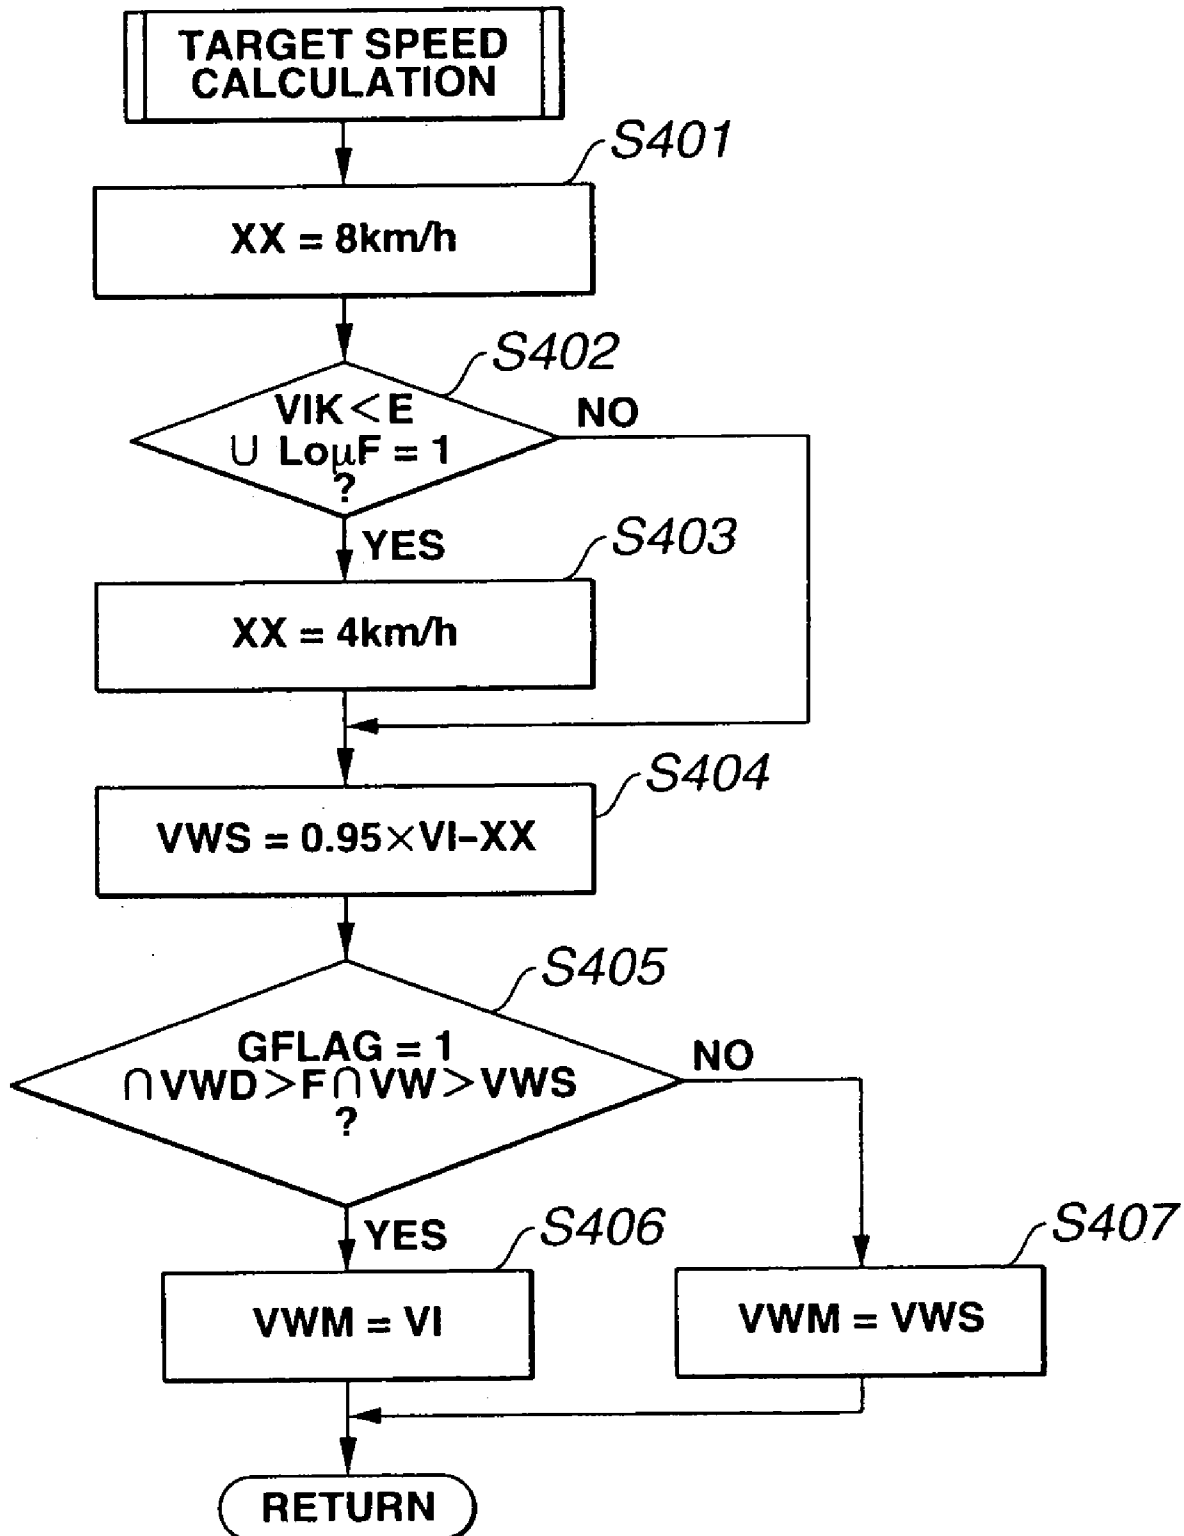 TARGET SPEED
CALCULATION
S401
XX = 8km/h
S402
VIK<E
∪ LoμF = 1
?
NO
YES
S403
XX = 4km/h
S404
VWS = 0.95×VI-XX
S405
GFLAG = 1
∩VWD>F∩VW>VWS
?
NO
YES
S406
VWM = VI
S407
VWM = VWS
RETURN